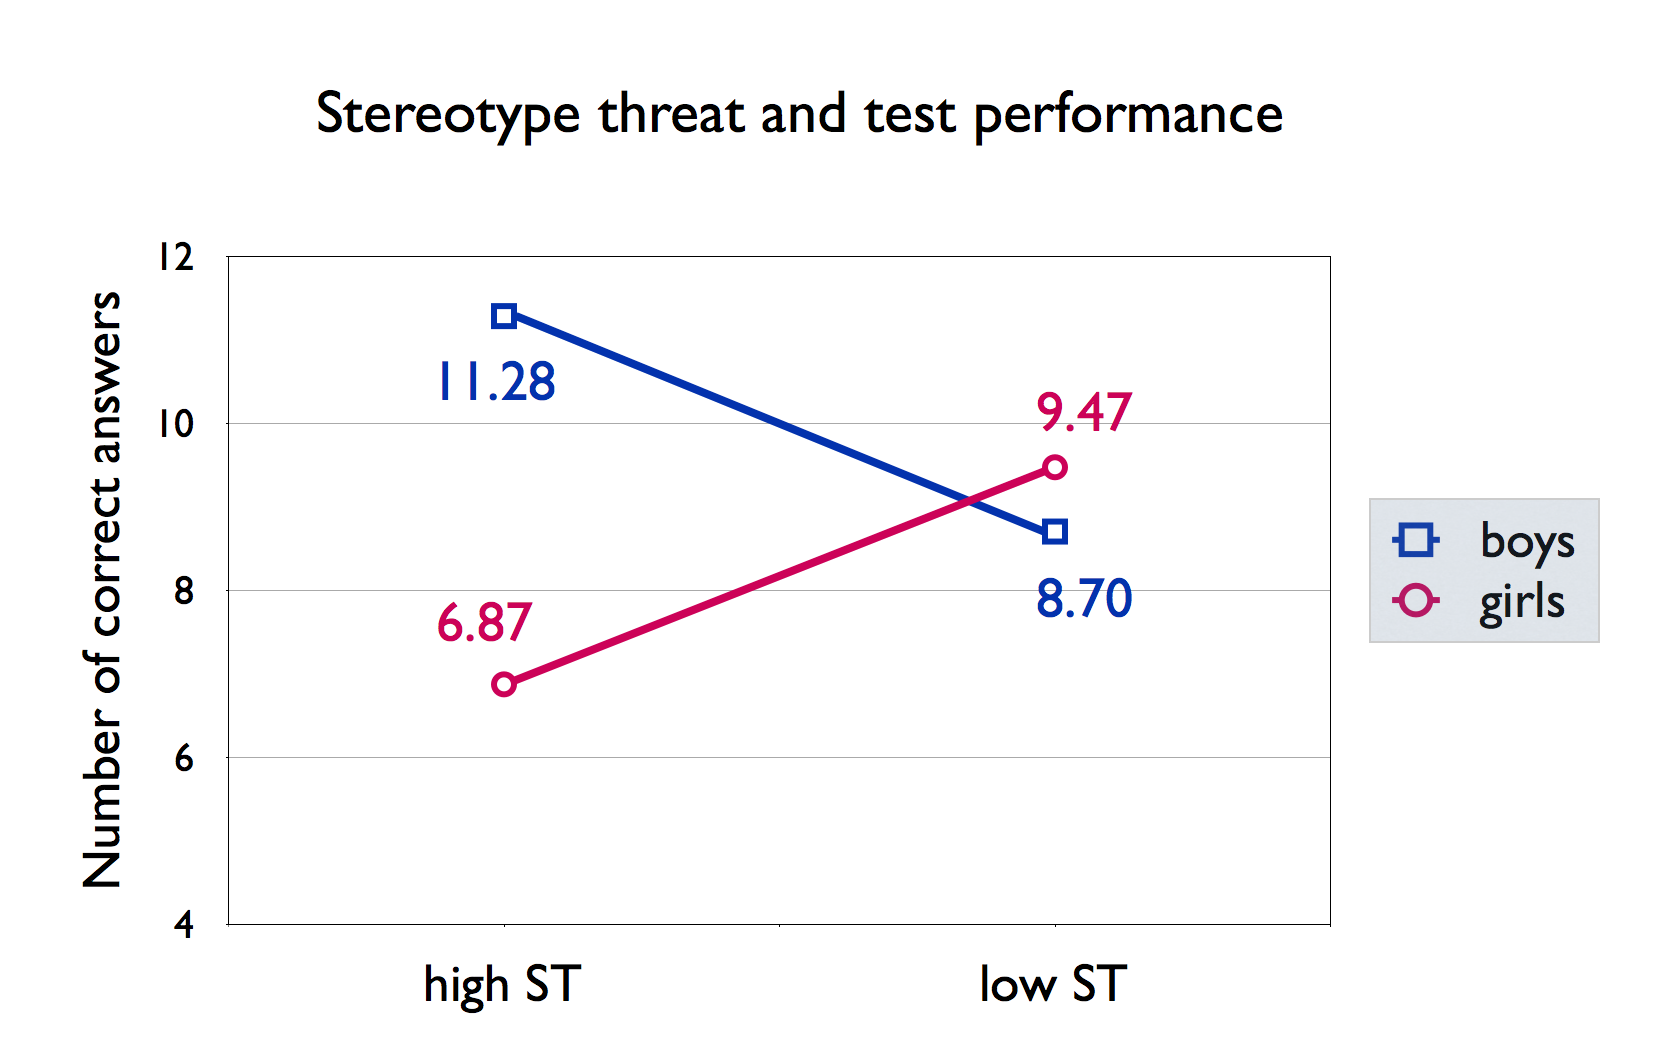 Stereotype threat and test performance
Number of correct answers
12
10
8
6
4
11.28
9.47
6.87
8.70
boys
girls
high ST
low ST